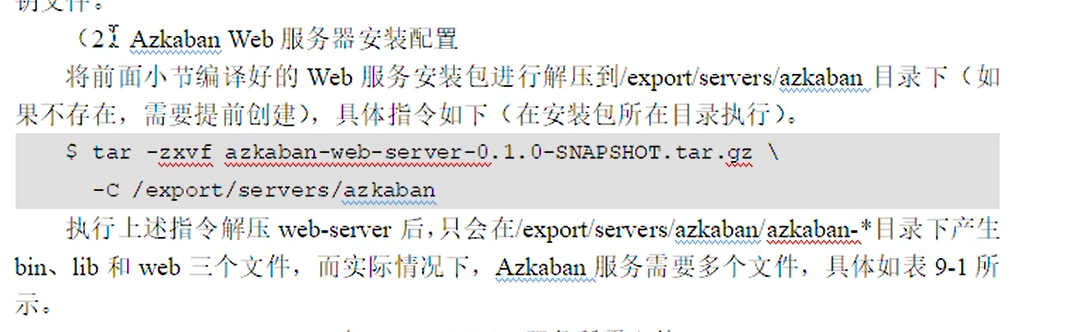 钥文件。
（2） Azkaban Web 服务器安装配置
将前面小节编译好的 Web 服务安装包进行解压到/export/servers/azkaban 目录下（如
果不存在，需要提前创建），具体指令如下（在安装包所在目录执行）。
$ tar -zxvf azkaban-web-server-0.1.0-SNAPSHOT.tar.gz \
-C /export/servers/azkaban
执行上述指令解压 web-server 后，只会在/export/servers/azkaban/azkaban-*目录下产生
bin、lib 和 web 三个文件，而实际情况下，Azkaban 服务需要多个文件，具体如表 9-1 所
示。